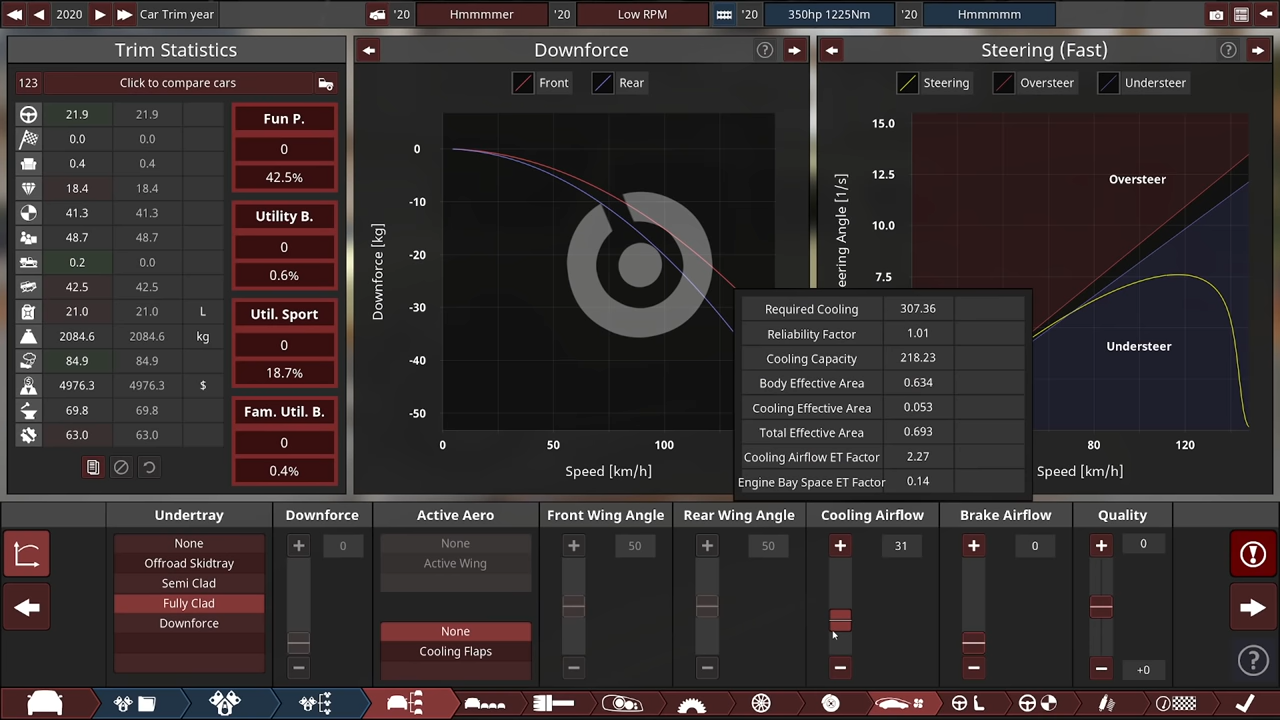 2020
Car Trim year
'20
Hmmmmer
'20
Low RPM
'20
350hp 1225Nm
'20
Hmmmmm
Trim Statistics
Downforce
?
Steering (Fast)
?
123
Click to compare cars
Front
Rear
Steering
Oversteer
Understeer
21.9 21.9
0.0 0.0
0.4 0.4
18.4 18.4
41.3 41.3
48.7 48.7
0.2 0.0
42.5 42.5
21.0 21.0 L
2084.6 2084.6 kg
84.9 84.9
4976.3 4976.3 $
69.8 69.8
63.0 63.0
Fun P.
0
42.5%
Utility B.
0
0.6%
Util. Sport
0
18.7%
Fam. Util. B.
0
0.4%
Downforce [kg]
0
-10
-20
-30
-40
-50
0
50
100
Speed [km/h]
eering Angle [1/s]
15.0
12.5
10.0
7.5
Oversteer
Understeer
80
120
Speed [km/h]
Required Cooling 307.36
Reliability Factor 1.01
Cooling Capacity 218.23
Body Effective Area 0.634
Cooling Effective Area 0.053
Total Effective Area 0.693
Cooling Airflow ET Factor 2.27
Engine Bay Space ET Factor 0.14
Undertray
None
Offroad Skidtray
Semi Clad
Fully Clad
Downforce
Downforce
+ 0
−
Active Aero
None
Active Wing
None
Cooling Flaps
Front Wing Angle
+ 50
−
Rear Wing Angle
+ 50
−
Cooling Airflow
+ 31
−
Brake Airflow
+ 0
−
Quality
+ 0
− +0
?